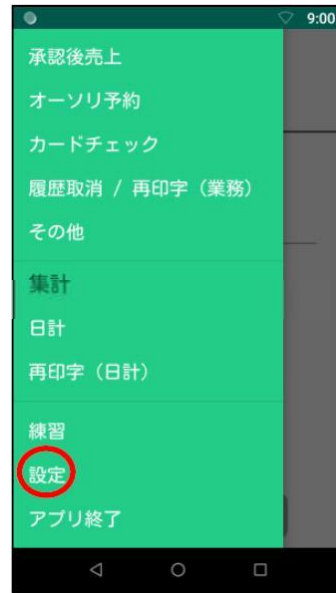 9:00
承認後売上
オーソリ予約
カードチェック
履歴取消 / 再印字（業務）
その他
集計
日計
再印字（日計）
練習
設定
アプリ終了